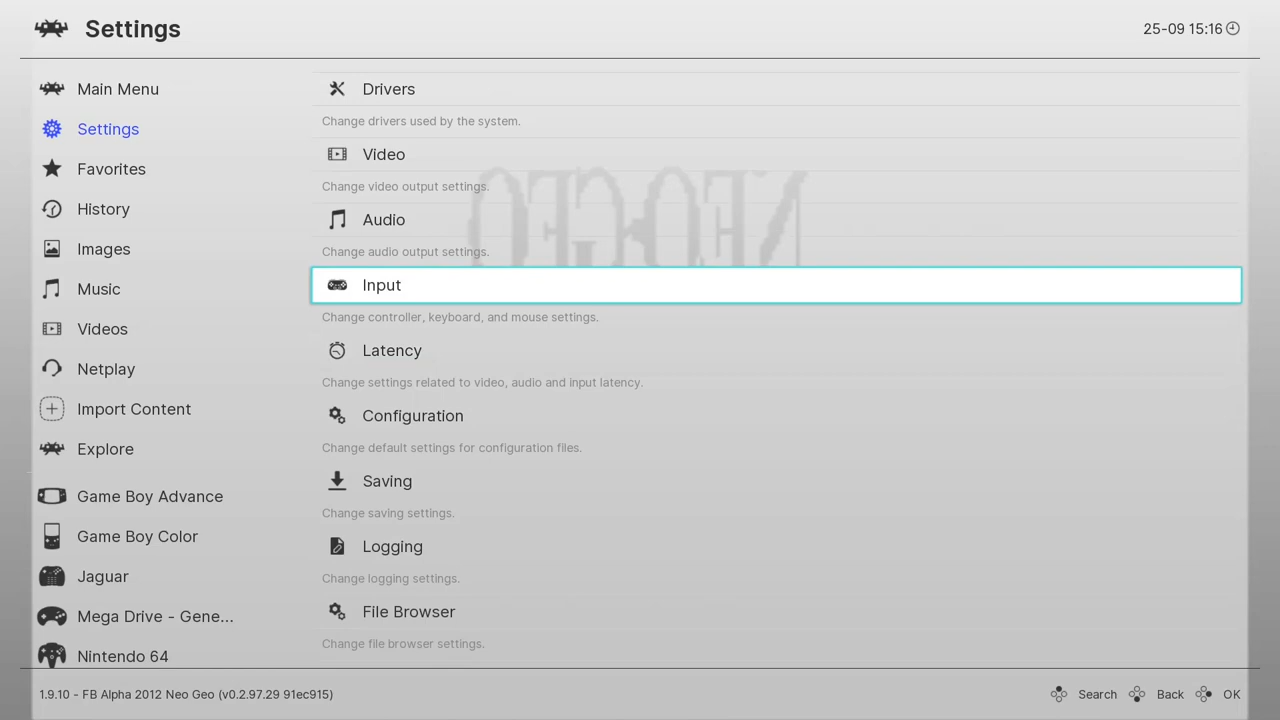 Settings
25-09 15:16
Main Menu
Settings
Favorites
History
Images
Music
Videos
Netplay
Import Content
Explore
Game Boy Advance
Game Boy Color
Jaguar
Mega Drive - Gene...
Nintendo 64
Drivers
Change drivers used by the system.
Video
Change video output settings.
Audio
Change audio output settings.
Input
Change controller, keyboard, and mouse settings.
Latency
Change settings related to video, audio and input latency.
Configuration
Change default settings for configuration files.
Saving
Change saving settings.
Logging
Change logging settings.
File Browser
Change file browser settings.
NEO GEO
1.9.10 - FB Alpha 2012 Neo Geo (v0.2.97.29 91ec915)
Search
Back
OK